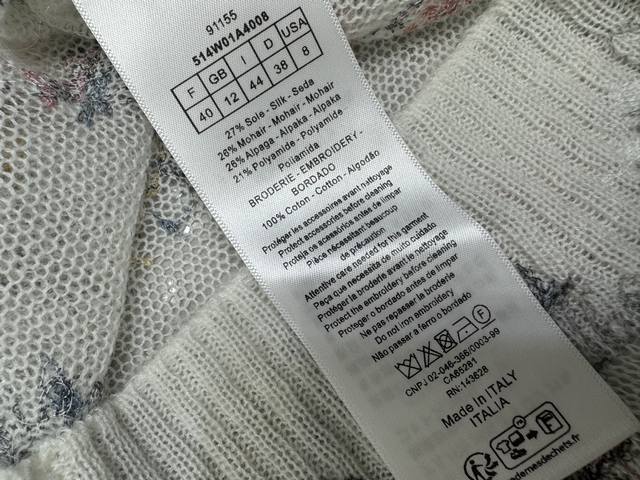 91155
514W01A4008
F GB I D USA
40 12 44 38 8
27% Soie - Silk - Seda
26% Mohair - Mohair - Mohair
26% Alpaga - Alpaka - Alpaka
21% Polyamide - Polyamide
Poliamida
BRODERIE - EMBROIDERY -
BORDADO
100% Coton - Cotton - Algodão
Protéger les accessoires avant nettoyage
Protect accessories before cleaning
Proteja os acessórios antes de limpar
Pièce nécessitant beaucoup
de précaution
Attentive care needed for this garment
Peça que necessita de muito cuidado
Protéger la broderie avant le nettoyage
Protect the embroidery before cleaning
Proteger o bordado antes de limpar
Ne pas repasser la broderie
Do not iron embroidery
Não passar a ferro o bordado
F
CNPJ 02-046-366/0003-99
CA65281
RN:143628
Made in ITALY
ITALIA